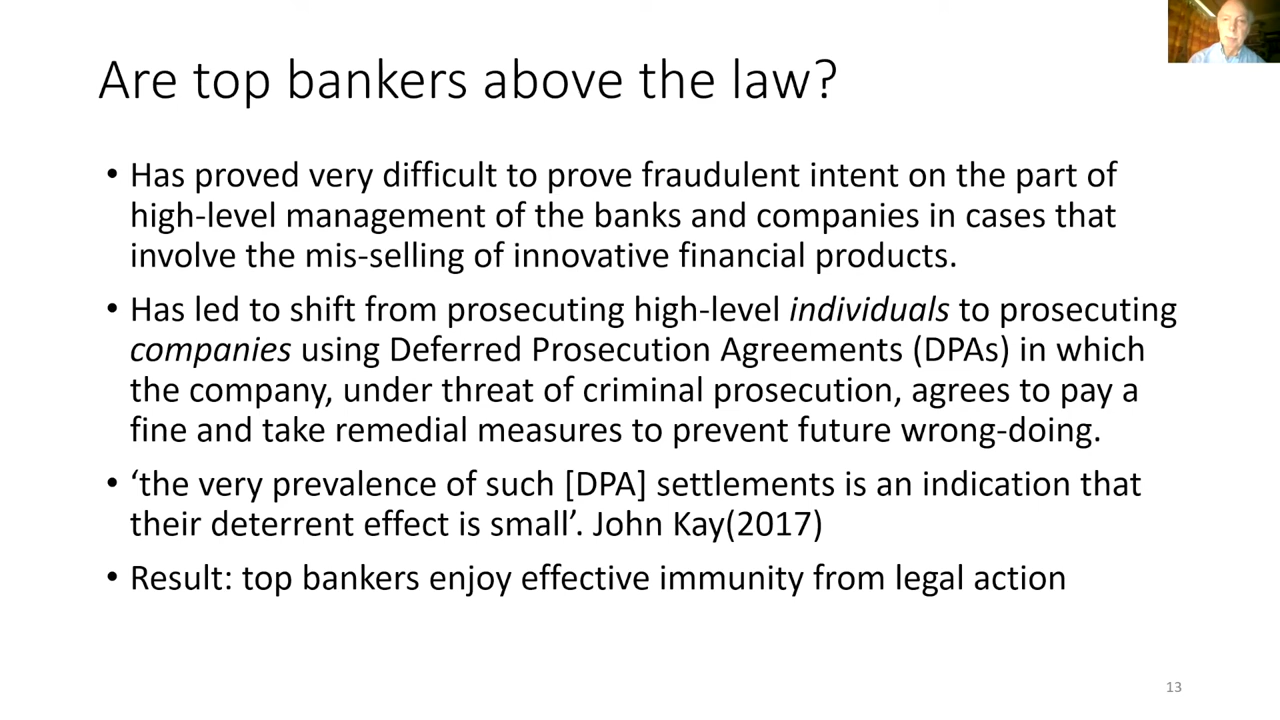 Are top bankers above the law?
• Has proved very difficult to prove fraudulent intent on the part of
high-level management of the banks and companies in cases that
involve the mis-selling of innovative financial products.
• Has led to shift from prosecuting high-level individuals to prosecuting
companies using Deferred Prosecution Agreements (DPAs) in which
the company, under threat of criminal prosecution, agrees to pay a
fine and take remedial measures to prevent future wrong-doing.
• ‘the very prevalence of such [DPA] settlements is an indication that
their deterrent effect is small’. John Kay(2017)
• Result: top bankers enjoy effective immunity from legal action
13